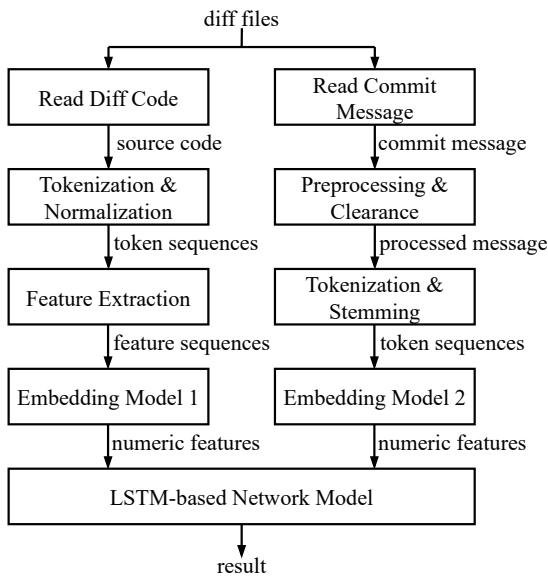 diff files
Read Diff Code
Read Commit
Message
source code
commit message
Tokenization &
Normalization
Preprocessing &
Clearance
token sequences
processed message
Feature Extraction
Tokenization &
Stemming
feature sequences
token sequences
Embedding Model 1
Embedding Model 2
numeric features
numeric features
LSTM-based Network Model
result